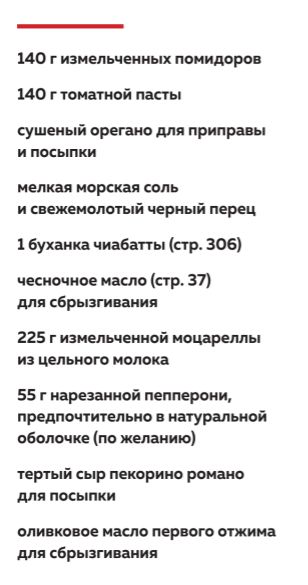 140 г измельченных помидоров
140 г томатной пасты
сушеный орегано для приправы
и посыпки
мелкая морская соль
и свежемолотый черный перец
1 буханка чиабатты (стр. 306)
чесночное масло (стр. 37)
для сбрызгивания
225 г измельченной моцареллы
из цельного молока
55 г нарезанной пепперони,
предпочтительно в натуральной
оболочке (по желанию)
тертый сыр пекорино романо
для посыпки
оливковое масло первого отжима
для сбрызгивания